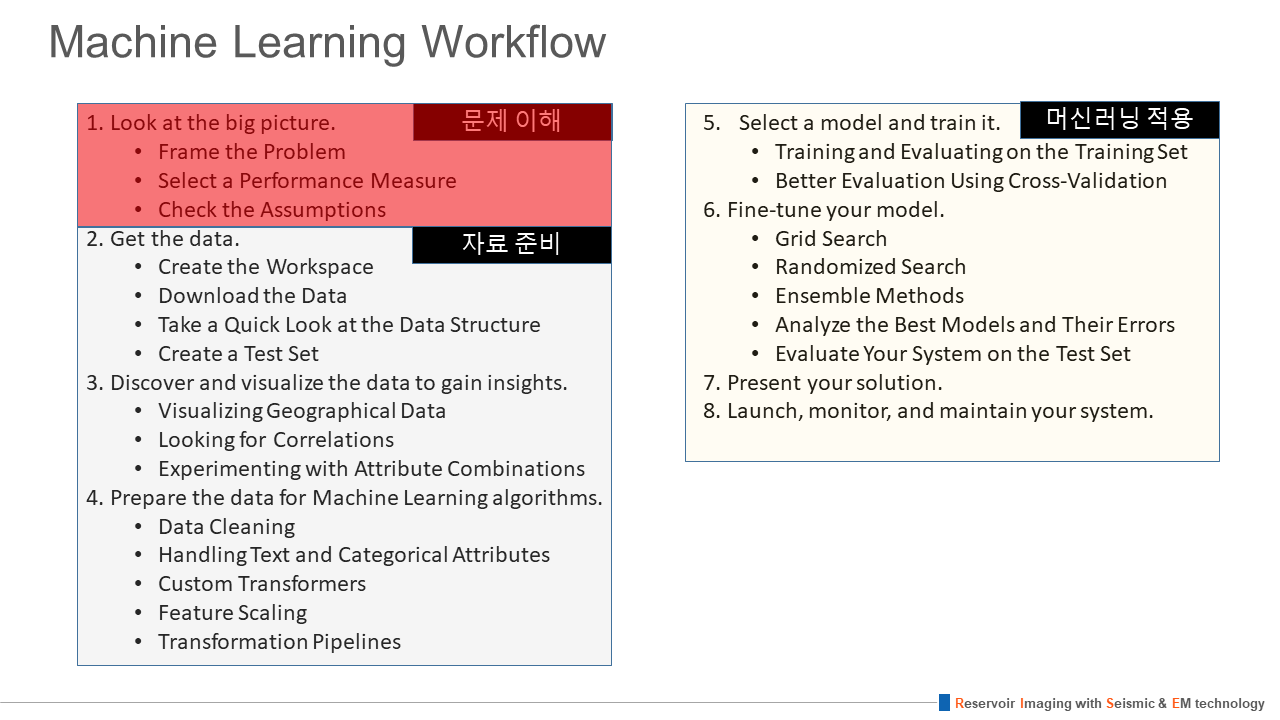 Machine Learning Workflow
1. Look at the big picture.
문제 이해
• Frame the Problem
• Select a Performance Measure
• Check the Assumptions
2. Get the data.
자료 준비
• Create the Workspace
• Download the Data
• Take a Quick Look at the Data Structure
• Create a Test Set
3. Discover and visualize the data to gain insights.
• Visualizing Geographical Data
• Looking for Correlations
• Experimenting with Attribute Combinations
4. Prepare the data for Machine Learning algorithms.
• Data Cleaning
• Handling Text and Categorical Attributes
• Custom Transformers
• Feature Scaling
• Transformation Pipelines
5. Select a model and train it.
머신러닝 적용
• Training and Evaluating on the Training Set
• Better Evaluation Using Cross-Validation
6. Fine-tune your model.
• Grid Search
• Randomized Search
• Ensemble Methods
• Analyze the Best Models and Their Errors
• Evaluate Your System on the Test Set
7. Present your solution.
8. Launch, monitor, and maintain your system.
Reservoir Imaging with Seismic & EM technology